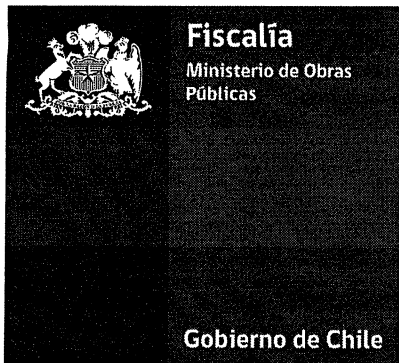 Fiscalía
Ministerio de Obras
Públicas
Gobierno de Chile